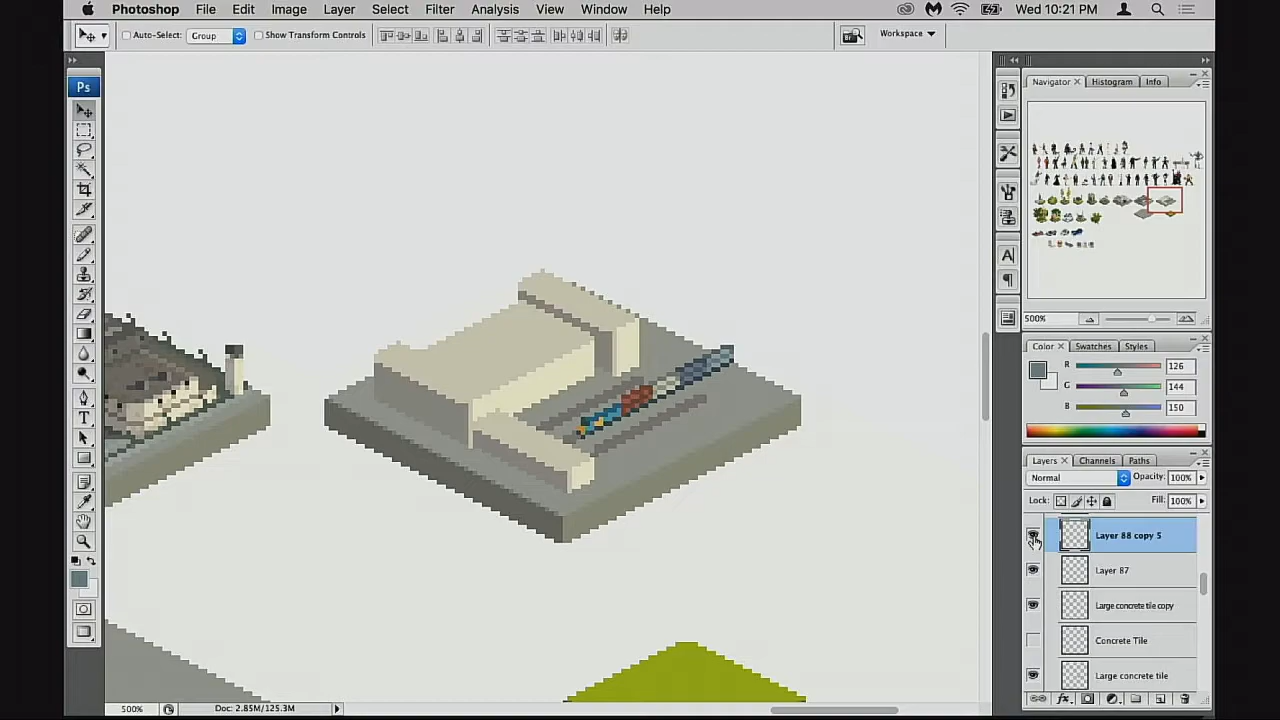 Photoshop File Edit Image Layer Select Filter Analysis View Window Help Wed 10:21 PM
Auto-Select: Group Show Transform Controls Workspace
Ps
Navigator Histogram Info
500%
Color Swatches Styles
R 126
G 144
B 150
Layers Channels Paths
Normal Opacity: 100%
Lock: Fill: 100%
Layer 88 copy 5
Layer 87
Large concrete tile copy
Concrete Tile
Large concrete tile
500% Doc: 2.85M/125.3M